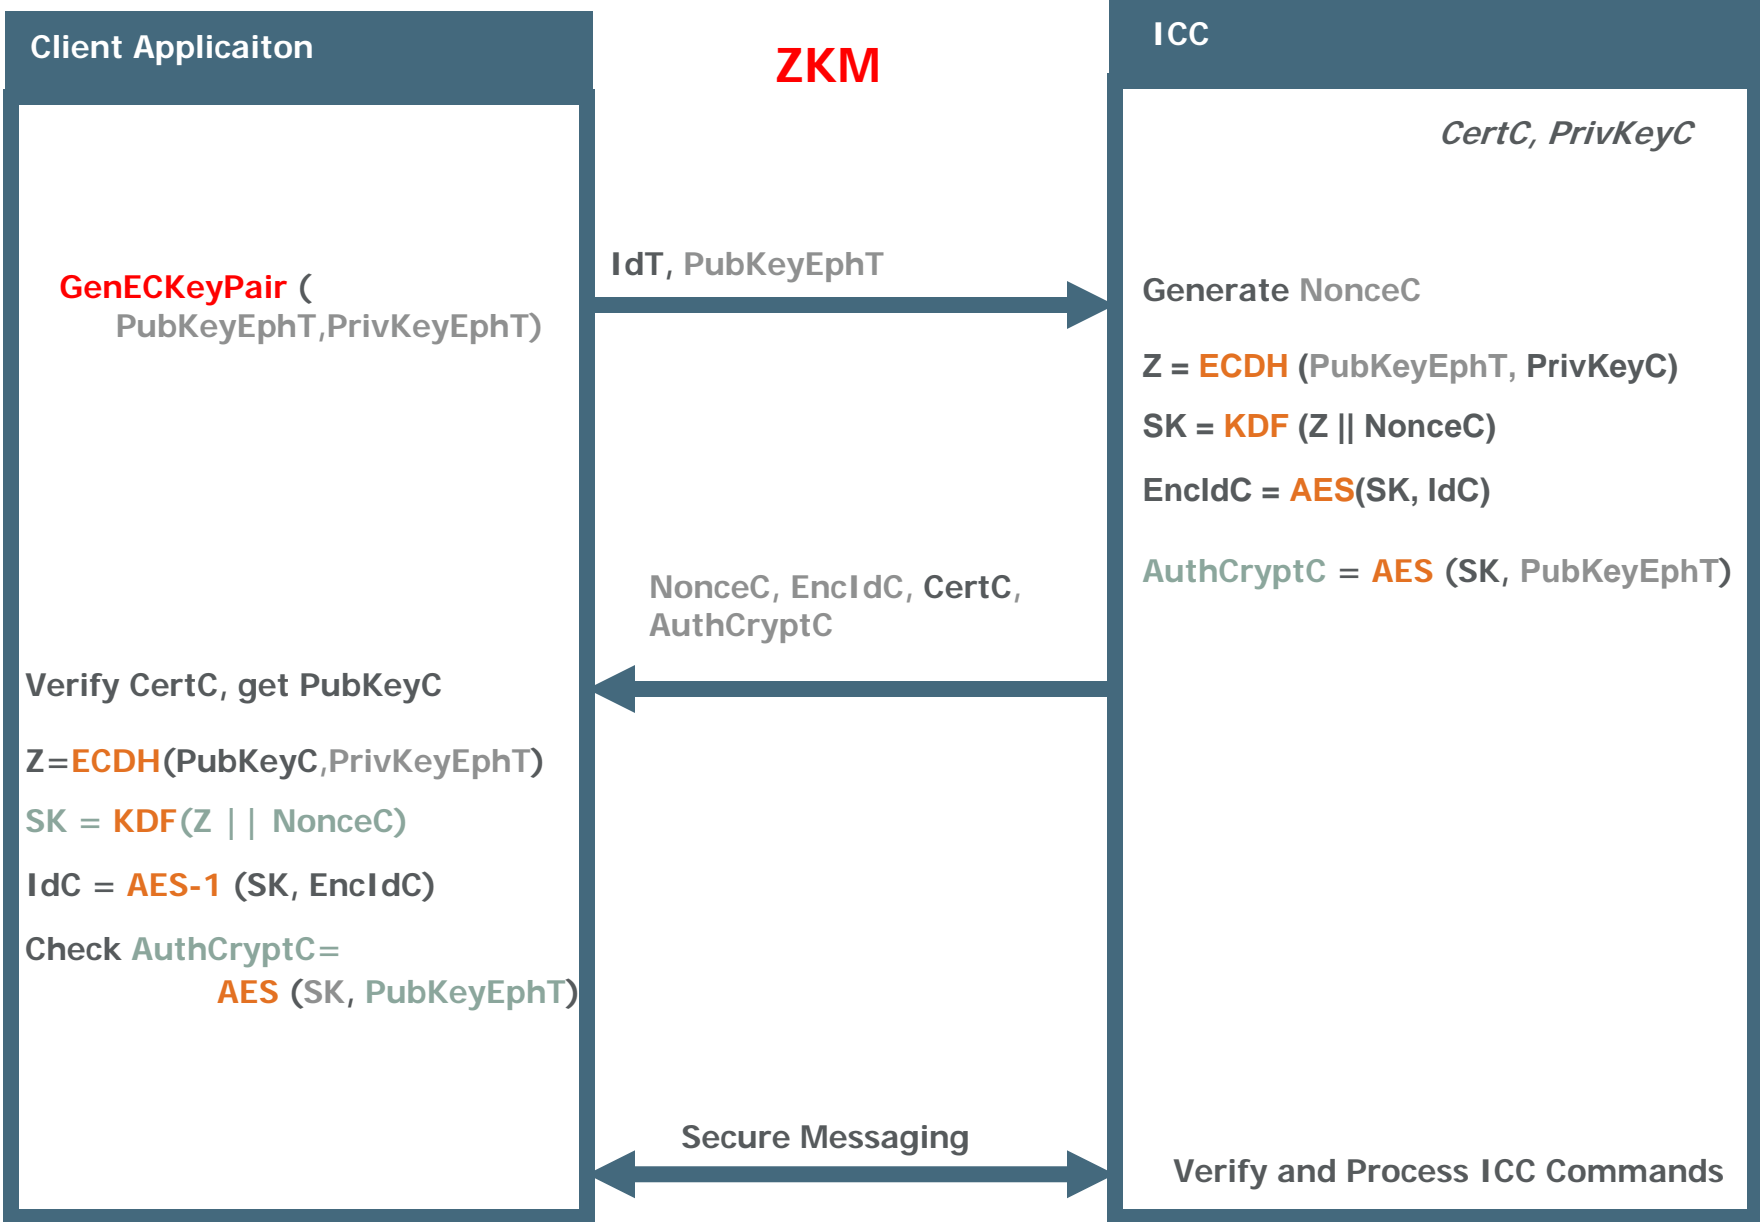 Client Applicaiton
ZKM
ICC
CertC, PrivKeyC
GenECKeyPair (
PubKeyEphT,PrivKeyEphT)
IdT, PubKeyEphT
Generate NonceC
Z = ECDH (PubKeyEphT, PrivKeyC)
SK = KDF (Z || NonceC)
EncIdC = AES(SK, IdC)
AuthCryptC = AES (SK, PubKeyEphT)
NonceC, EncIdC, CertC,
AuthCryptC
Verify CertC, get PubKeyC
Z=ECDH(PubKeyC,PrivKeyEphT)
SK = KDF(Z || NonceC)
IdC = AES-1 (SK, EncIdC)
Check AuthCryptC=
AES (SK, PubKeyEphT)
Secure Messaging
Verify and Process ICC Commands